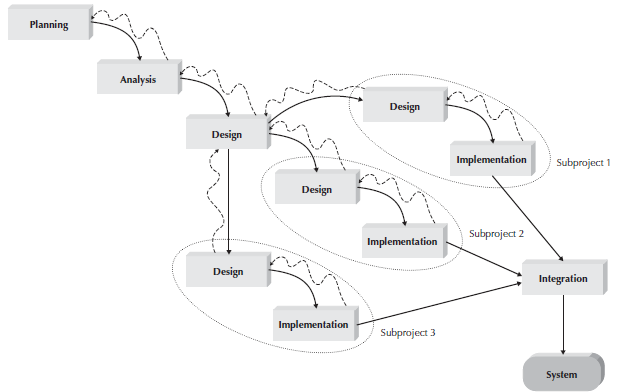 Planning
Analysis
Design
Design
Implementation
Subproject 1
Design
Implementation
Subproject 2
Design
Implementation
Subproject 3
Integration
System